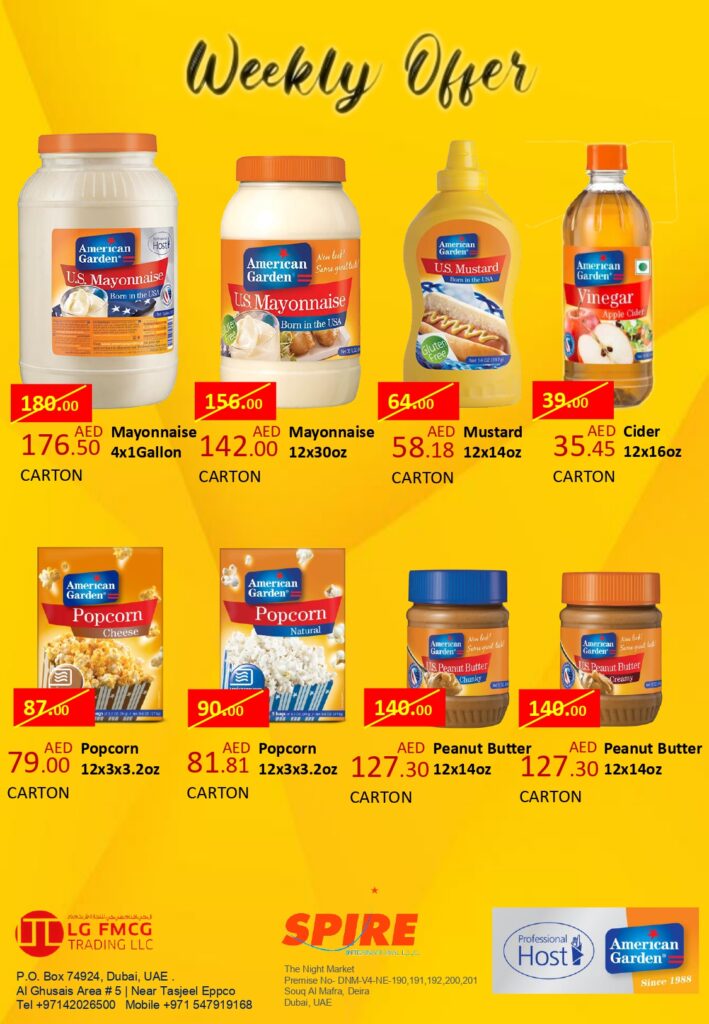 Weekly Offer
American
Garden®
Host
U.S. Mayonnaise
Born in the USA
American
Garden®
New look!
Same great taste!
U.S. Mayonnaise
Born in the USA
Gluten
Free
American
Garden®
U.S. Mustard
Born in the USA
Gluten
Free
American
Garden®
Vinegar
Apple Cider
180.00
AED
176.50
Mayonnaise
4x1Gallon
CARTON
156.00
AED
142.00
Mayonnaise
12x30oz
CARTON
64.00
AED
58.18
Mustard
12x14oz
CARTON
39.00
AED
35.45
Cider
12x16oz
CARTON
American
Garden®
Popcorn
Cheese
American
Garden®
Popcorn
Natural
American
Garden®
New look!
Same great taste!
U.S. Peanut Butter
Chunky
American
Garden®
New look!
Same great taste!
U.S. Peanut Butter
Creamy
87.00
AED
79.00
Popcorn
12x3x3.2oz
CARTON
90.00
AED
81.81
Popcorn
12x3x3.2oz
CARTON
140.00
AED
127.30
Peanut Butter
12x14oz
CARTON
140.00
AED
127.30
Peanut Butter
12x14oz
CARTON
LG FMCG
TRADING LLC
P.O. Box 74924, Dubai, UAE .
Al Ghusais Area # 5 | Near Tasjeel Eppco
Tel +97142026500 Mobile +971 547919168
SPIRE
INTERNATIONAL L.L.C
The Night Market
Premise No- DNM-V4-NE-190,191,192,200,201
Souq Al Mafra, Deira
Dubai, UAE
Professional
Host
American
Garden®
Since 1988